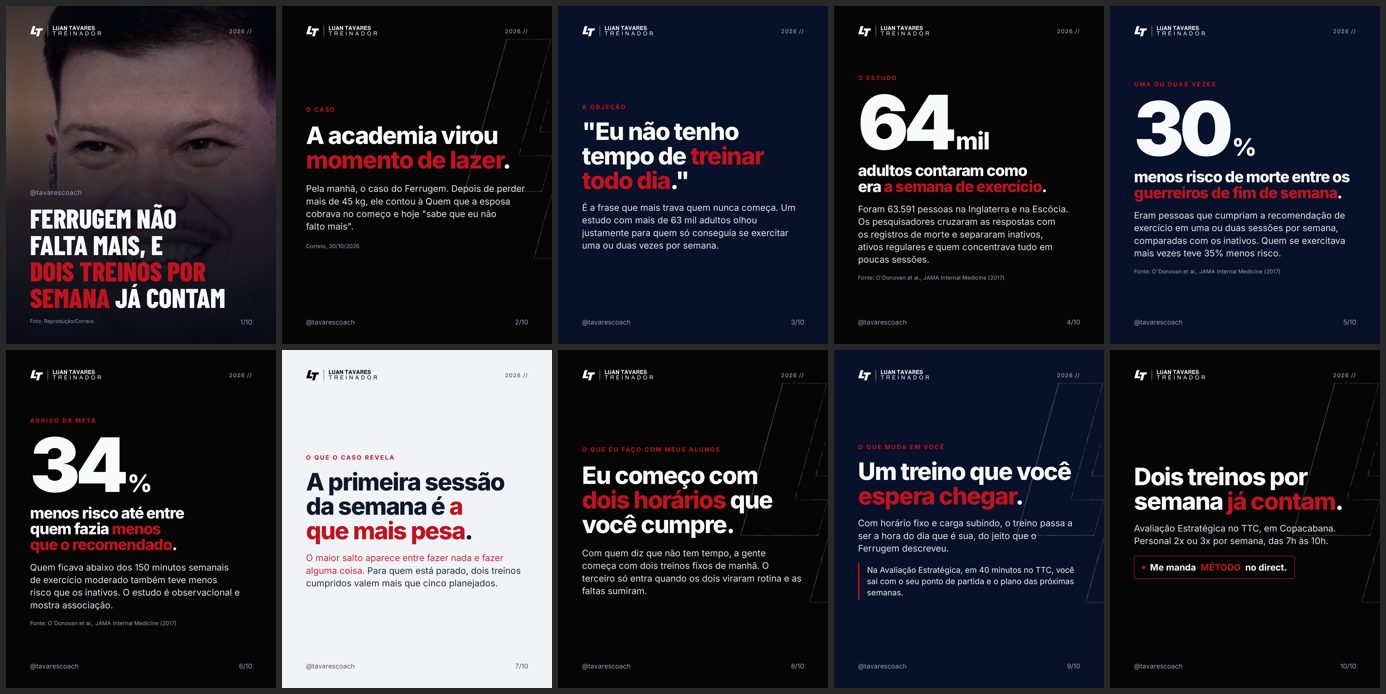 LT LUAN TAVARES
TREINADOR
2026 //
@tavarescoach
FERRUGEM NÃO
FALTA MAIS, E
DOIS TREINOS POR
SEMANA JÁ CONTAM
Foto: Reprodução/Correio
1/10
LT LUAN TAVARES
TREINADOR
2026 //
O CASO
A academia virou
momento de lazer.
Pela manhã, o caso do Ferrugem. Depois de perder
mais de 45 kg, ele contou à Quem que a esposa
cobrava no começo e hoje "sabe que eu não
falto mais".
Correio, 30/10/2026
@tavarescoach
2/10
LT LUAN TAVARES
TREINADOR
2026 //
A OBJEÇÃO
"Eu não tenho
tempo de treinar
todo dia."
É a frase que mais trava quem nunca começa. Um
estudo com mais de 63 mil adultos olhou
justamente para quem só conseguia se exercitar
uma ou duas vezes por semana.
@tavarescoach
3/10
LT LUAN TAVARES
TREINADOR
2026 //
O ESTUDO
64 mil
adultos contaram como
era a semana de exercício.
Foram 63.591 pessoas na Inglaterra e na Escócia.
Os pesquisadores cruzaram as respostas com
os registros de morte e separaram inativos,
ativos regulares e quem concentrava tudo em
poucas sessões.
Fonte: O'Donovan et al., JAMA Internal Medicine (2017)
@tavarescoach
4/10
LT LUAN TAVARES
TREINADOR
2026 //
UMA OU DUAS VEZES
30 %
menos risco de morte entre os
guerreiros de fim de semana.
Eram pessoas que cumpriam a recomendação de
exercício em uma ou duas sessões por semana,
comparadas com os inativos. Quem se exercitava
mais vezes teve 35% menos risco.
Fonte: O'Donovan et al., JAMA Internal Medicine (2017)
@tavarescoach
5/10
LT LUAN TAVARES
TREINADOR
2026 //
ABAIXO DA META
34 %
menos risco até entre
quem fazia menos
que o recomendado.
Quem ficava abaixo dos 150 minutos semanais
de exercício moderado também teve menos
risco que os inativos. O estudo é observacional e
mostra associação.
Fonte: O'Donovan et al., JAMA Internal Medicine (2017)
@tavarescoach
6/10
LT LUAN TAVARES
TREINADOR
2026 //
O QUE O CASO REVELA
A primeira sessão
da semana é a
que mais pesa.
O maior salto aparece entre fazer nada e fazer
alguma coisa. Para quem está parado, dois treinos
cumpridos valem mais que cinco planejados.
@tavarescoach
7/10
LT LUAN TAVARES
TREINADOR
2026 //
O QUE EU FAÇO COM MEUS ALUNOS
Eu começo com
dois horários que
você cumpre.
Com quem diz que não tem tempo, a gente
começa com dois treinos fixos de manhã. O
terceiro só entra quando os dois viraram rotina e as
faltas sumiram.
@tavarescoach
8/10
LT LUAN TAVARES
TREINADOR
2026 //
O QUE MUDA EM VOCÊ
Um treino que você
espera chegar.
Com horário fixo e carga subindo, o treino passa a
ser a hora do dia que é sua, do jeito que o
Ferrugem descreveu.
Na Avaliação Estratégica, em 40 minutos no TTC, você
sai com o seu ponto de partida e o plano das próximas
semanas.
@tavarescoach
9/10
LT LUAN TAVARES
TREINADOR
2026 //
Dois treinos por
semana já contam.
Avaliação Estratégica no TTC, em Copacabana.
Personal 2x ou 3x por semana, das 7h às 10h.
• Me manda MÉTODO no direct.
@tavarescoach
10/10